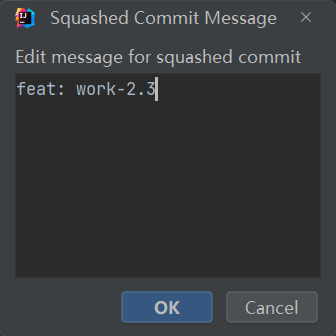 Squashed Commit Message
Edit message for squashed commit
feat: work-2.3
OK
Cancel